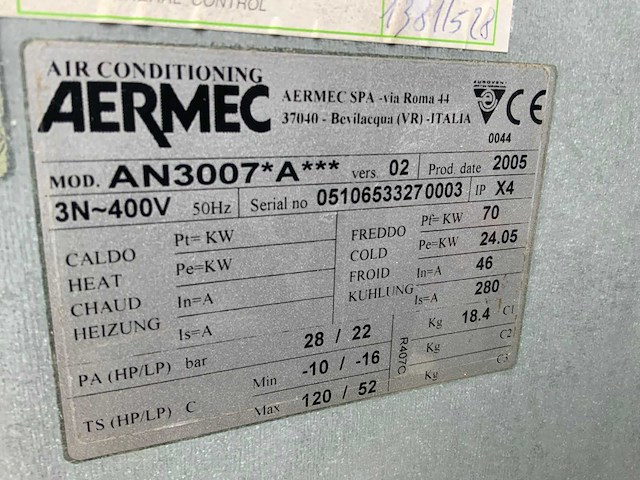 CONTROL
13811528
AIR CONDITIONING
AERMEC
AERMEC SPA -via Roma 44
37040 - Bevilacqua (VR) -ITALIA
CE
0044
MOD. AN3007*A*** vers. 02 Prod. date 2005
3N~400V 50Hz Serial no 05106533270003 IP X4
CALDO
HEAT
CHAUD
HEIZUNG
Pt= KW
Pe=KW
In=A
Is=A
FREDDO
COLD
FROID
KUHLUNG
Pf= KW 70
Pe=KW 24.05
In=A 46
Is=A 280
PA (HP/LP) bar 28 / 22
TS (HP/LP) C Min -10 / -16
Max 120 / 52
R407C
Kg 18.4 C1
Kg C2
Kg C3